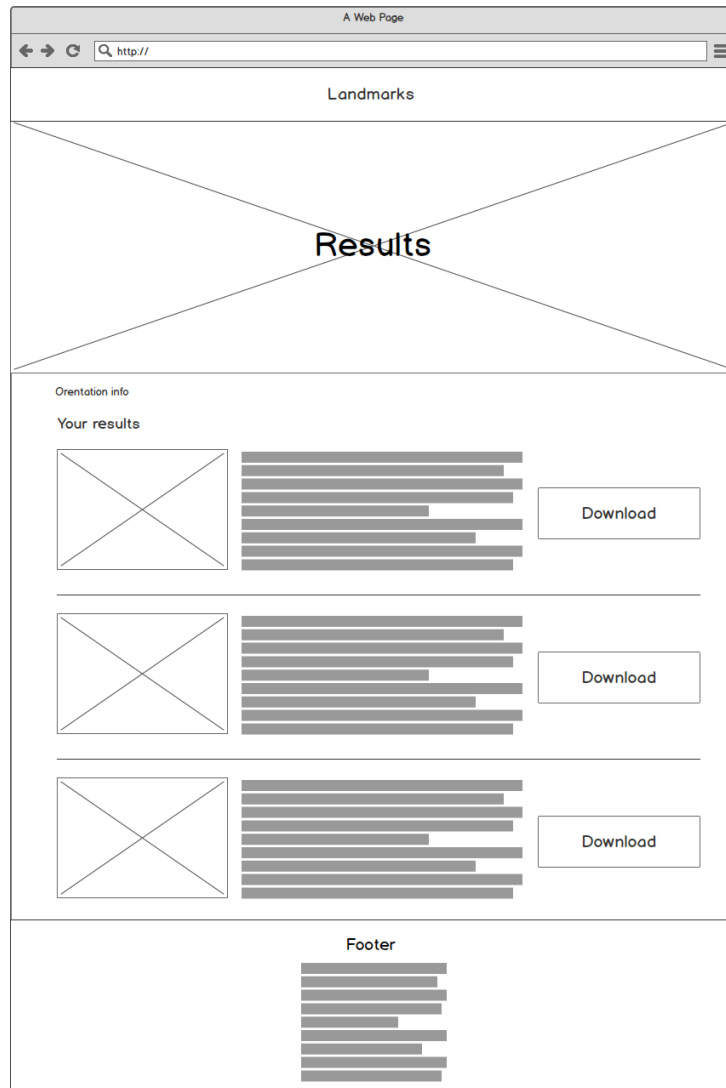 A Web Page
http://
Landmarks
Results
Orentation info
Your results
Download
Download
Download
Footer